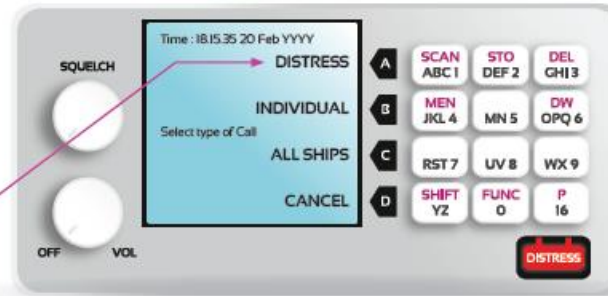 SQUELCH
OFF VOL
Time : 18.15.35 20 Feb YYYY
DISTRESS
INDIVIDUAL
Select type of Call
ALL SHIPS
CANCEL
A
B
C
D
SCAN STO DEL
ABC 1 DEF 2 GHI 3
MEN DW
JKL 4 MN 5 OPQ 6
RST 7 UV 8 WX 9
SHIFT FUNC P
YZ 0 16
DISTRESS